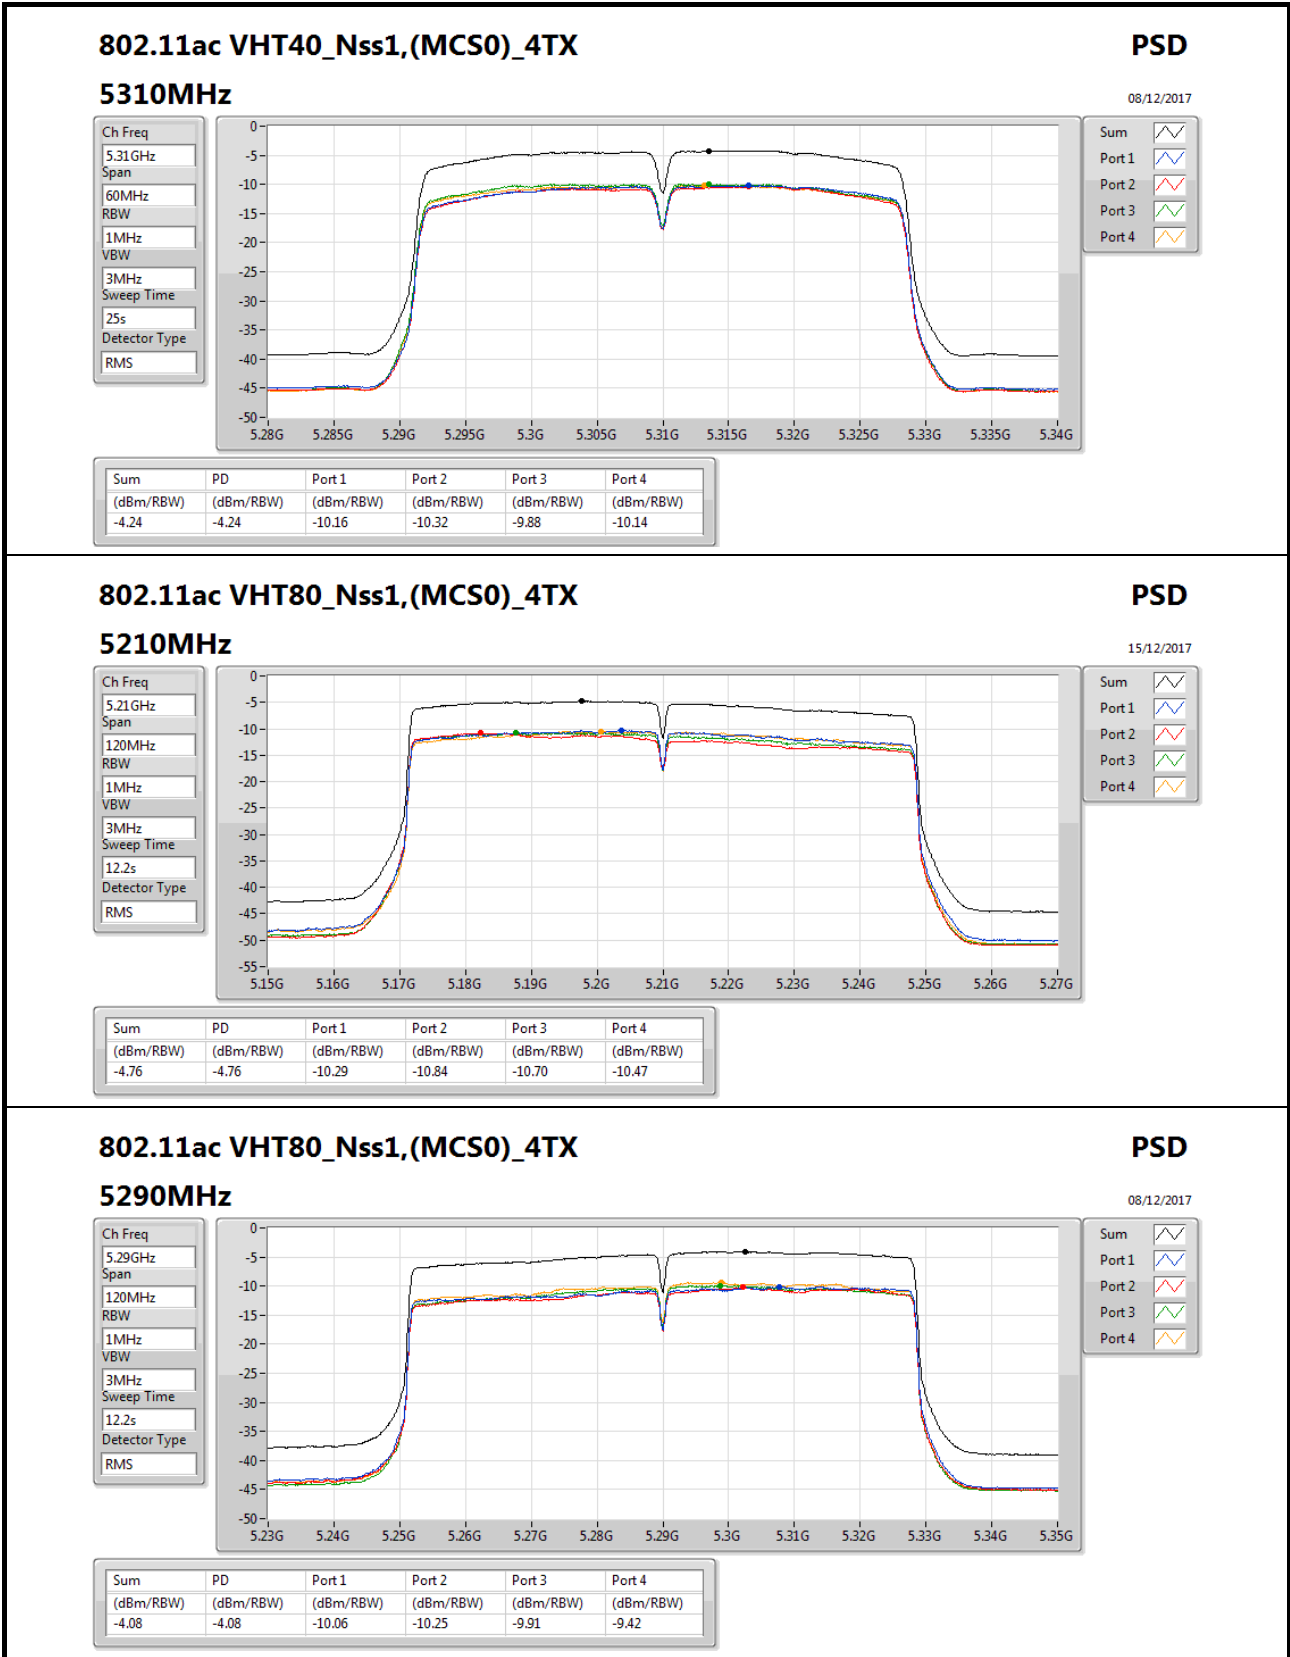 802.11ac VHT40_Nss1,(MCS0)_4TX PSD
5310MHz 08/12/2017
Ch Freq
5.31GHz
Span
60MHz
RBW
1MHz
VBW
3MHz
Sweep Time
25s
Detector Type
RMS
0
-5
-10
-15
-20
-25
-30
-35
-40
-45
-50
5.28G 5.285G 5.29G 5.295G 5.3G 5.305G 5.31G 5.315G 5.32G 5.325G 5.33G 5.335G 5.34G
Sum
Port 1
Port 2
Port 3
Port 4
Sum PD Port 1 Port 2 Port 3 Port 4
(dBm/RBW) (dBm/RBW) (dBm/RBW) (dBm/RBW) (dBm/RBW) (dBm/RBW)
-4.24 -4.24 -10.16 -10.32 -9.88 -10.14
802.11ac VHT80_Nss1,(MCS0)_4TX PSD
5210MHz 15/12/2017
Ch Freq
5.21GHz
Span
120MHz
RBW
1MHz
VBW
3MHz
Sweep Time
12.2s
Detector Type
RMS
0
-5
-10
-15
-20
-25
-30
-35
-40
-45
-50
-55
5.15G 5.16G 5.17G 5.18G 5.19G 5.2G 5.21G 5.22G 5.23G 5.24G 5.25G 5.26G 5.27G
Sum
Port 1
Port 2
Port 3
Port 4
Sum PD Port 1 Port 2 Port 3 Port 4
(dBm/RBW) (dBm/RBW) (dBm/RBW) (dBm/RBW) (dBm/RBW) (dBm/RBW)
-4.76 -4.76 -10.29 -10.84 -10.70 -10.47
802.11ac VHT80_Nss1,(MCS0)_4TX PSD
5290MHz 08/12/2017
Ch Freq
5.29GHz
Span
120MHz
RBW
1MHz
VBW
3MHz
Sweep Time
12.2s
Detector Type
RMS
0
-5
-10
-15
-20
-25
-30
-35
-40
-45
-50
5.23G 5.24G 5.25G 5.26G 5.27G 5.28G 5.29G 5.3G 5.31G 5.32G 5.33G 5.34G 5.35G
Sum
Port 1
Port 2
Port 3
Port 4
Sum PD Port 1 Port 2 Port 3 Port 4
(dBm/RBW) (dBm/RBW) (dBm/RBW) (dBm/RBW) (dBm/RBW) (dBm/RBW)
-4.08 -4.08 -10.06 -10.25 -9.91 -9.42